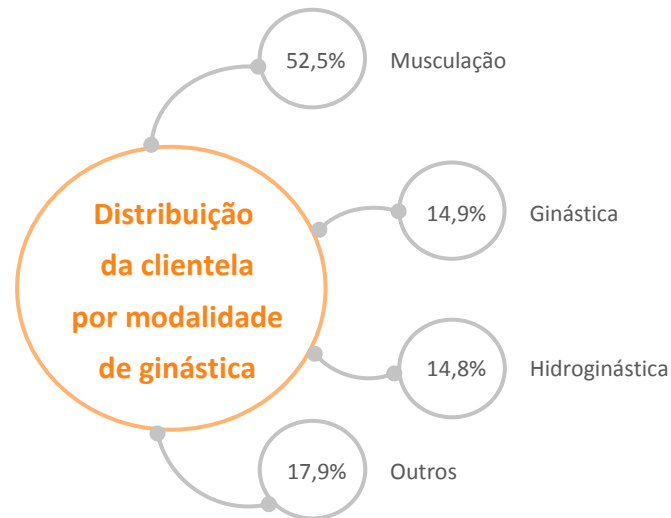 52,5% Musculação
Distribuição
da clientela
por modalidade
de ginástica
14,9% Ginástica
14,8% Hidroginástica
17,9% Outros